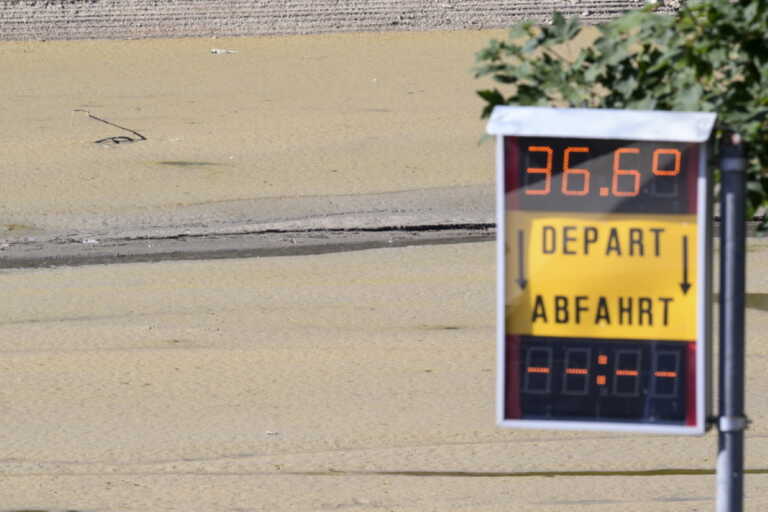 36.6°
DEPART
ABFAHRT
--:--